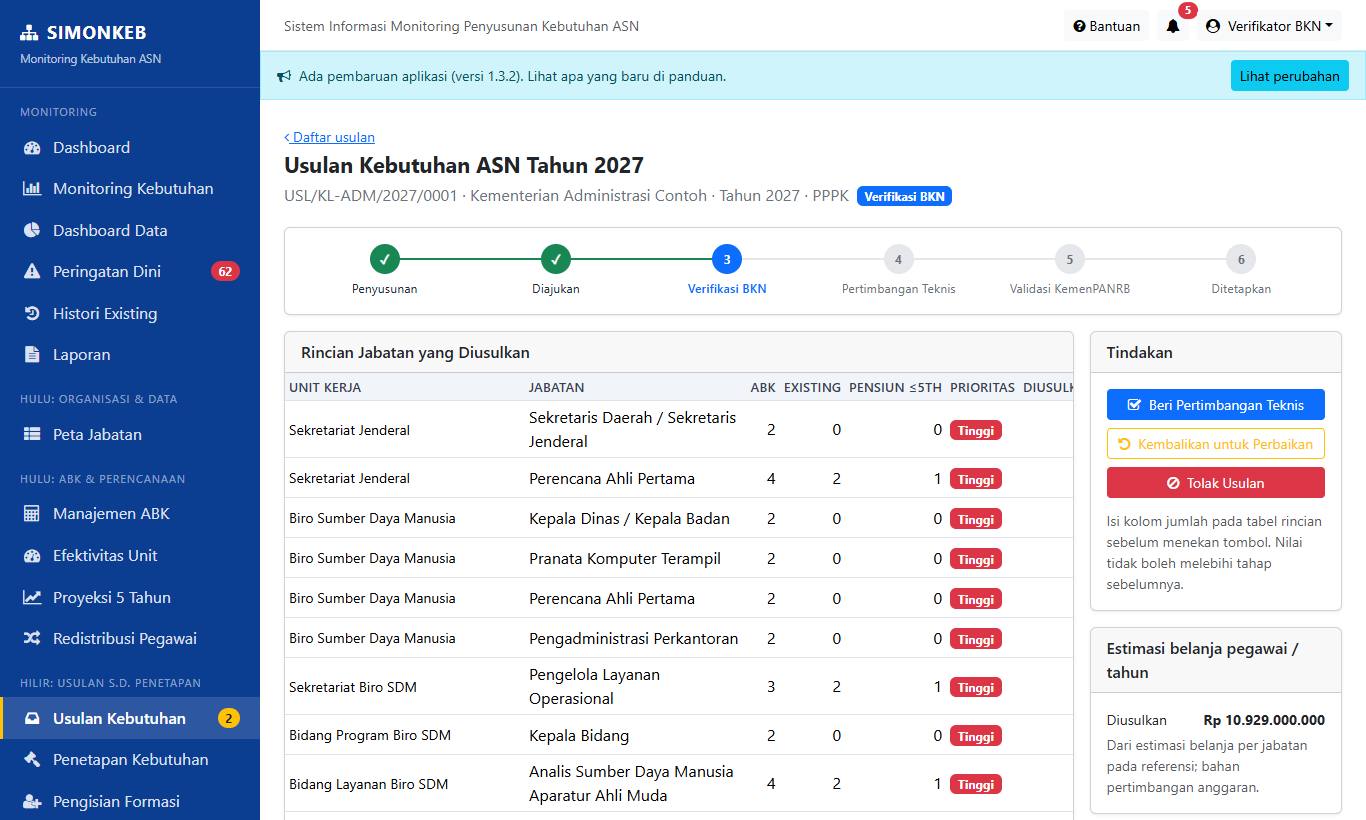 SIMONKEB
Monitoring Kebutuhan ASN
MONITORING
Dashboard
Monitoring Kebutuhan
Dashboard Data
Peringatan Dini 62
Histori Existing
Laporan
HULU: ORGANISASI & DATA
Peta Jabatan
HULU: ABK & PERENCANAAN
Manajemen ABK
Efektivitas Unit
Proyeksi 5 Tahun
Redistribusi Pegawai
HILIR: USULAN S.D. PENETAPAN
Usulan Kebutuhan 2
Penetapan Kebutuhan
Pengisian Formasi
Sistem Informasi Monitoring Penyusunan Kebutuhan ASN
Bantuan 5 Verifikator BKN
Ada pembaruan aplikasi (versi 1.3.2). Lihat apa yang baru di panduan. Lihat perubahan
Daftar usulan
Usulan Kebutuhan ASN Tahun 2027
USL/KL-ADM/2027/0001 · Kementerian Administrasi Contoh · Tahun 2027 · PPPK Verifikasi BKN
✓ ✓ 3 4 5 6
Penyusunan Diajukan Verifikasi BKN Pertimbangan Teknis Validasi KemenPANRB Ditetapkan
Rincian Jabatan yang Diusulkan
UNIT KERJA JABATAN ABK EXISTING PENSIUN ≤5TH PRIORITAS DIUSULK
Sekretariat Jenderal Sekretaris Daerah / Sekretaris Jenderal 2 0 0 Tinggi
Sekretariat Jenderal Perencana Ahli Pertama 4 2 1 Tinggi
Biro Sumber Daya Manusia Kepala Dinas / Kepala Badan 2 0 0 Tinggi
Biro Sumber Daya Manusia Pranata Komputer Terampil 2 0 0 Tinggi
Biro Sumber Daya Manusia Perencana Ahli Pertama 2 0 0 Tinggi
Biro Sumber Daya Manusia Pengadministrasi Perkantoran 2 0 0 Tinggi
Sekretariat Biro SDM Pengelola Layanan Operasional 3 2 1 Tinggi
Bidang Program Biro SDM Kepala Bidang 2 0 0 Tinggi
Bidang Layanan Biro SDM Analis Sumber Daya Manusia Aparatur Ahli Muda 4 2 1 Tinggi
Tindakan
Beri Pertimbangan Teknis
Kembalikan untuk Perbaikan
Tolak Usulan
Isi kolom jumlah pada tabel rincian
sebelum menekan tombol. Nilai
tidak boleh melebihi tahap
sebelumnya.
Estimasi belanja pegawai /
tahun
Diusulkan Rp 10.929.000.000
Dari estimasi belanja per jabatan
pada referensi; bahan
pertimbangan anggaran.